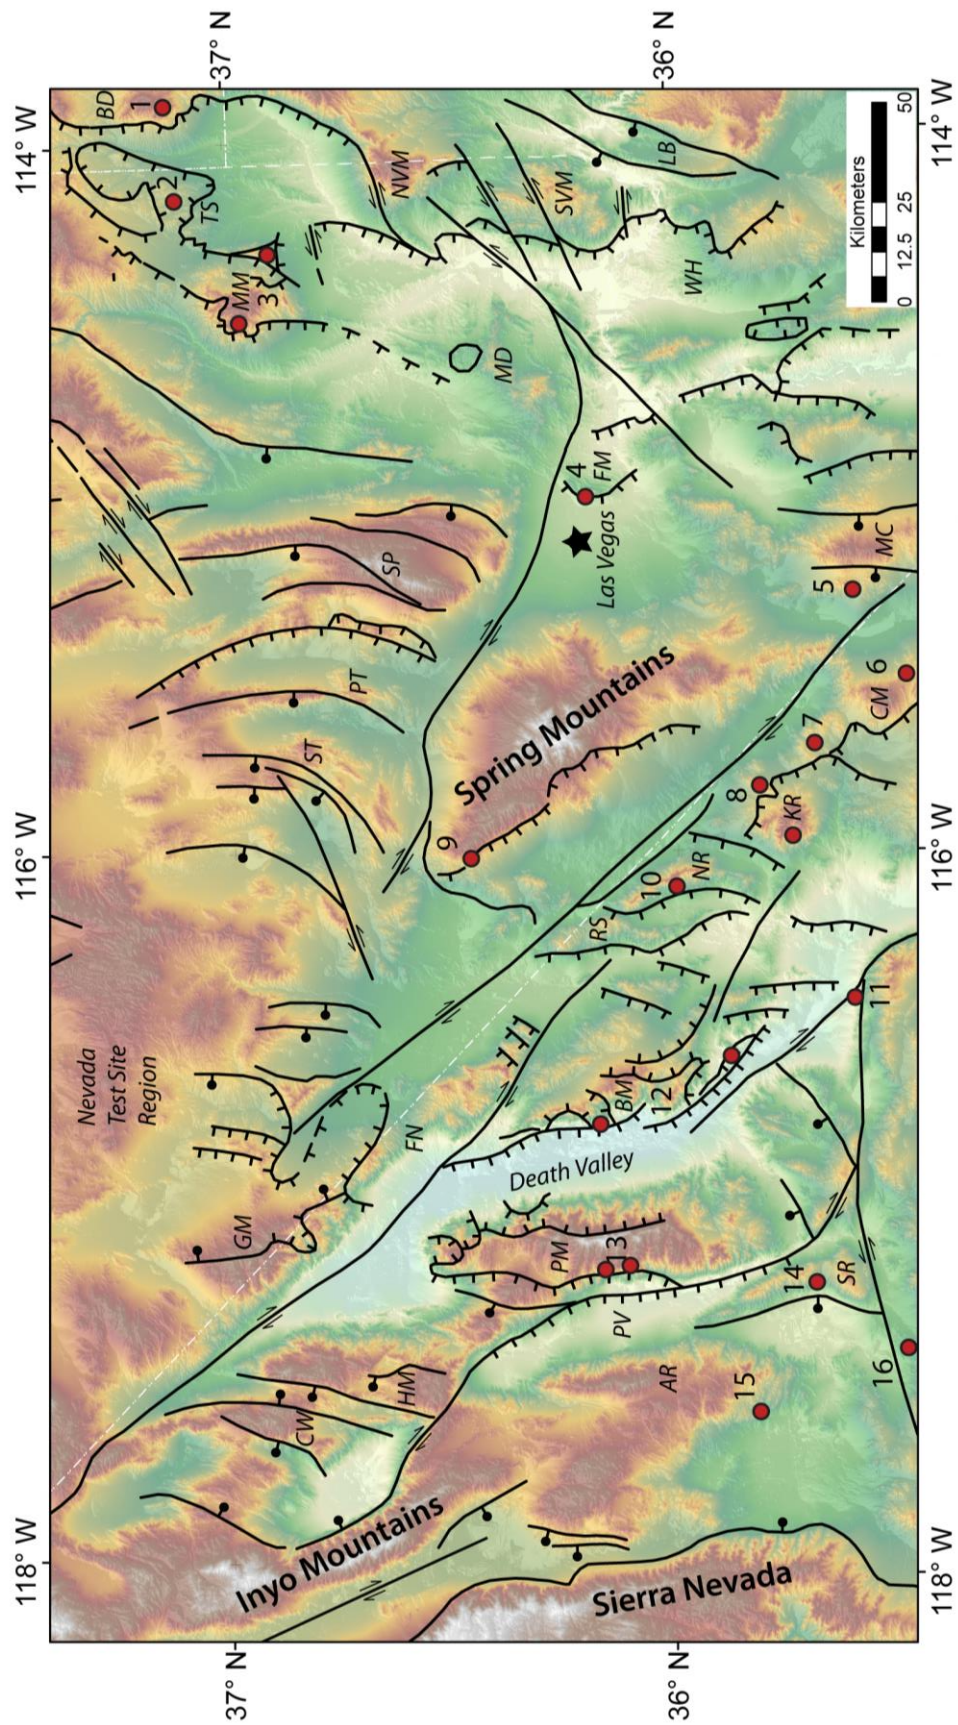 118° W
116° W
114° W
37° N
36° N
37° N
36° N
118° W
116° W
114° W
Nevada
Test Site
Region
BD
1
2
TS
MM
3
GM
Inyo Mountains
CW
HM
FN
ST
PT
SP
NVM
MD
Spring Mountains
9
Death Valley
SVM
4
FM
Las Vegas
RS
PM
13
BM
12
10
NR
PV
LB
WH
Sierra Nevada
AR
15
8
KR
7
14
SR
5
MC
6
CM
11
16
Kilometers
0 12.5 25 50